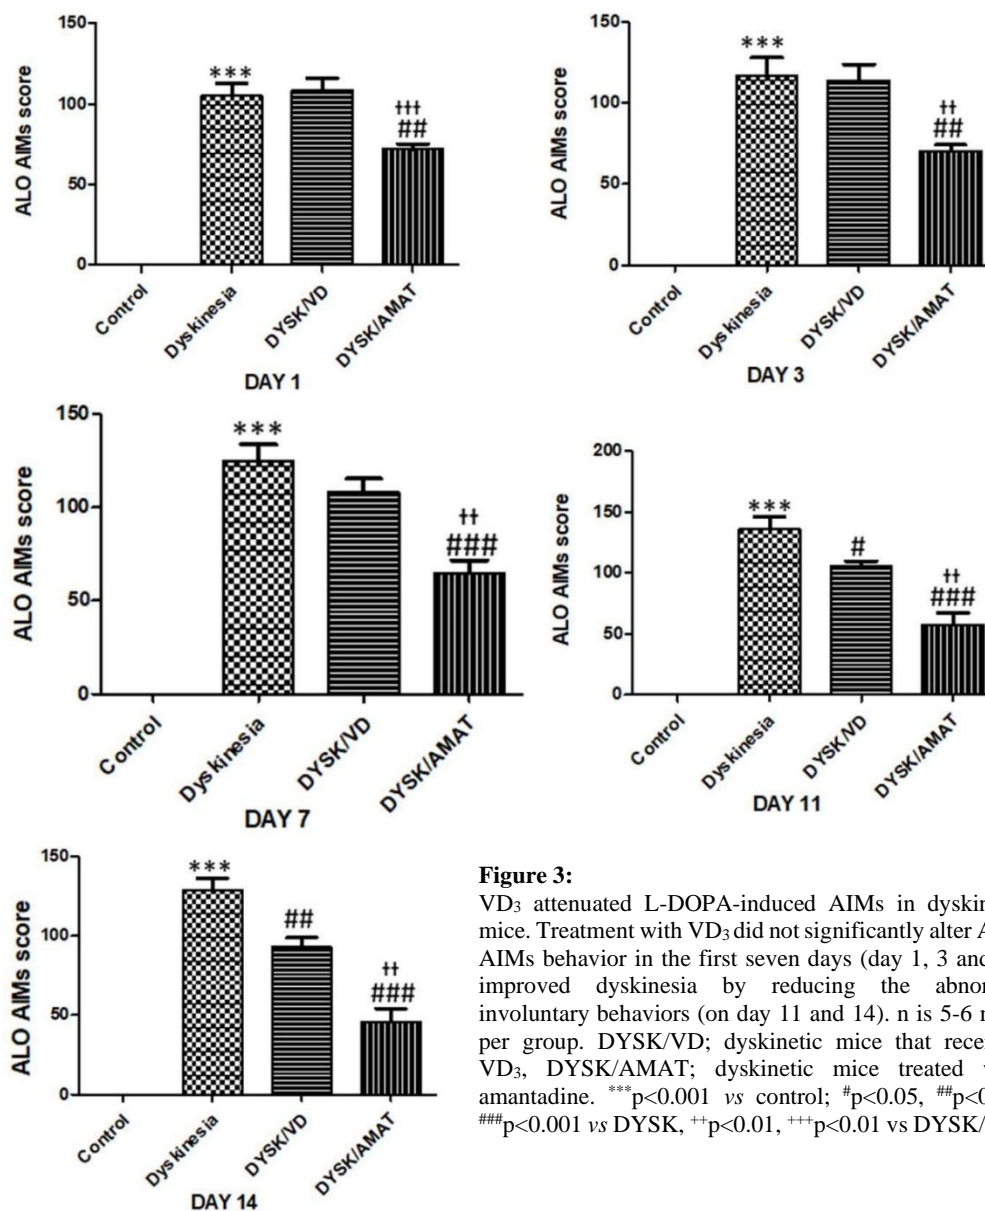 150
100
50
0
ALO AIMs score
***
†††
##
Control
Dyskinesia
DYSK/VD
DYSK/AMAT
DAY 1
150
100
50
0
ALO AIMs score
***
††
##
Control
Dyskinesia
DYSK/VD
DYSK/AMAT
DAY 3
150
100
50
0
ALO AIMs score
***
††
###
Control
Dyskinesia
DYSK/VD
DYSK/AMAT
DAY 7
200
150
100
50
0
ALO AIMs score
***
#
††
###
Control
Dyskinesia
DYSK/VD
DYSK/AMAT
DAY 11
150
100
50
0
ALO AIMs score
***
##
††
###
Control
Dyskinesia
DYSK/VD
DYSK/AMAT
DAY 14
Figure 3:
VD₃ attenuated L-DOPA-induced AIMs in dyskin
mice. Treatment with VD₃ did not significantly alter A
AIMs behavior in the first seven days (day 1, 3 and
improved dyskinesia by reducing the abnor
involuntary behaviors (on day 11 and 14). n is 5-6
per group. DYSK/VD; dyskinetic mice that recei
VD₃, DYSK/AMAT; dyskinetic mice treated
amantadine. ***p<0.001 vs control; #p<0.05, ##p<0
###p<0.001 vs DYSK, ++p<0.01, +++p<0.01 vs DYSK/